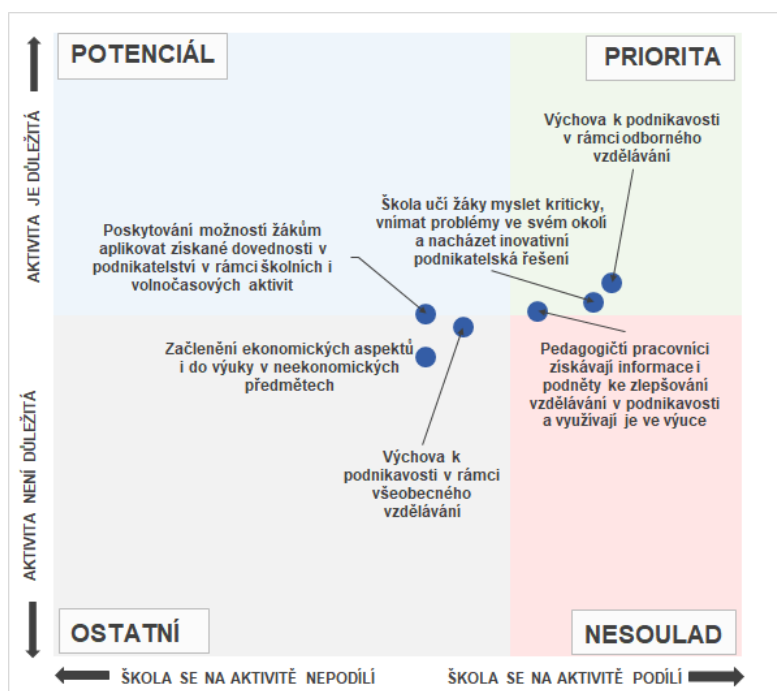 POTENCIÁL
PRIORITA
AKTIVITA JE DŮLEŽITÁ
Výchova k podnikavosti
v rámci odborného
vzdělávání
Škola učí žáky myslet kriticky,
vnímat problémy ve svém okolí
a nacházet inovativní
podnikatelská řešení
Poskytování možností žákům
aplikovat získané dovednosti v
podnikatelství v rámci školních i
volnočasových aktivit
Začlenění ekonomických aspektů
i do výuky v neekonomických
předmětech
Pedagogičtí pracovníci
získávají informace i
podněty ke zlepšování
vzdělávání v podnikavosti
a využívají je ve výuce
Výchova k
podnikavosti v rámci
všeobecného
vzdělávání
AKTIVITA NENÍ DŮLEŽITÁ
OSTATNÍ
NESOULAD
ŠKOLA SE NA AKTIVITĚ NEPODÍLÍ
ŠKOLA SE NA AKTIVITĚ PODÍLÍ